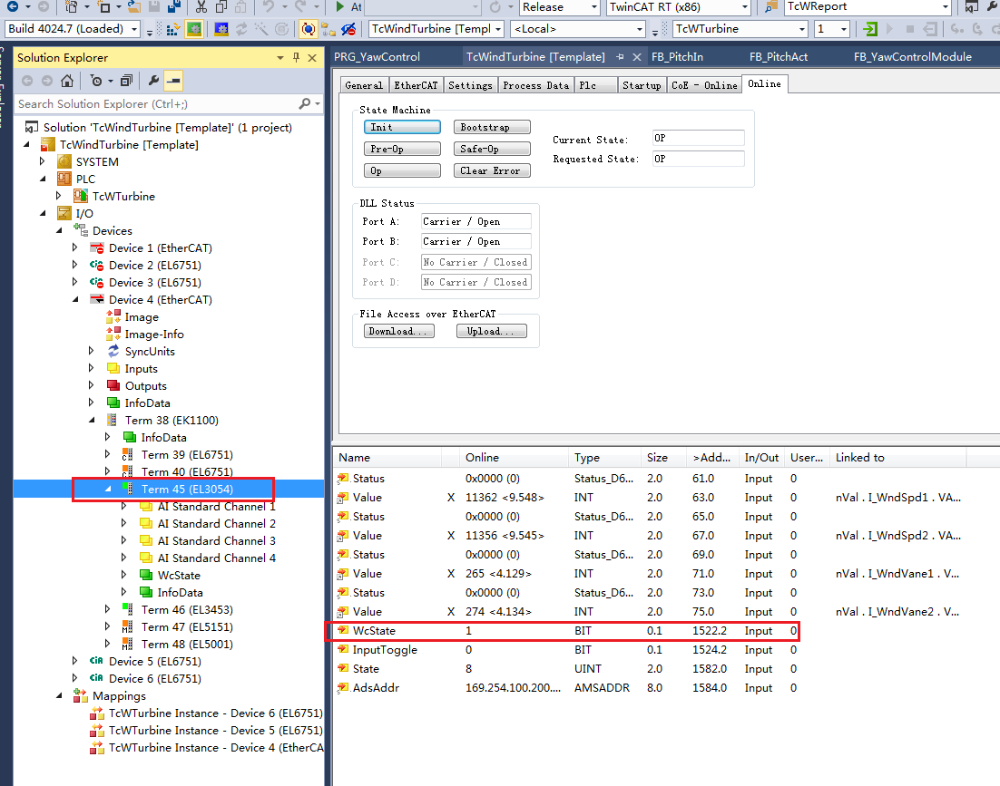 At
Release
TwinCAT RT (x86)
TcWReport
Build 4024.7 (Loaded)
TcWindTurbine [Templ
<Local>
TcWTurbine
1
Solution Explorer
Search Solution Explorer (Ctrl+;)
Solution 'TcWindTurbine [Template]' (1 project)
TcWindTurbine [Template]
SYSTEM
PLC
TcWTurbine
I/O
Devices
Device 1 (EtherCAT)
Device 2 (EL6751)
Device 3 (EL6751)
Device 4 (EtherCAT)
Image
Image-Info
SyncUnits
Inputs
Outputs
InfoData
Term 38 (EK1100)
InfoData
Term 39 (EL6751)
Term 40 (EL6751)
Term 45 (EL3054)
AI Standard Channel 1
AI Standard Channel 2
AI Standard Channel 3
AI Standard Channel 4
WcState
InfoData
Term 46 (EL3453)
Term 47 (EL5151)
Term 48 (EL5001)
Device 5 (EL6751)
Device 6 (EL6751)
Mappings
TcWTurbine Instance - Device 6 (EL6751)
TcWTurbine Instance - Device 5 (EL6751)
TcWTurbine Instance - Device 4 (EtherCA
PRG_YawControl
TcWindTurbine [Template]
FB_PitchIn
FB_PitchAct
FB_YawControlModule
General EtherCAT Settings Process Data Plc Startup CoE - Online Online
State Machine
Init Bootstrap
Pre-Op Safe-Op
Op Clear Error
Current State: OP
Requested State: OP
DLL Status
Port A: Carrier / Open
Port B: Carrier / Open
Port C: No Carrier / Closed
Port D: No Carrier / Closed
File Access over EtherCAT
Download... Upload...
Name Online Type Size >Add... In/Out User... Linked to
Status 0x0000 (0) Status_D6... 2.0 61.0 Input 0
Value X 11362 <9.548> INT 2.0 63.0 Input 0 nVal . I_WndSpd1 . VA...
Status 0x0000 (0) Status_D6... 2.0 65.0 Input 0
Value X 11356 <9.545> INT 2.0 67.0 Input 0 nVal . I_WndSpd2 . VA...
Status 0x0000 (0) Status_D6... 2.0 69.0 Input 0
Value X 265 <4.129> INT 2.0 71.0 Input 0 nVal . I_WndVane1 . V...
Status 0x0000 (0) Status_D6... 2.0 73.0 Input 0
Value X 274 <4.134> INT 2.0 75.0 Input 0 nVal . I_WndVane2 . V...
WcState 1 BIT 0.1 1522.2 Input 0
InputToggle 0 BIT 0.1 1524.2 Input 0
State 8 UINT 2.0 1582.0 Input 0
AdsAddr 169.254.100.200.... AMSADDR 8.0 1584.0 Input 0